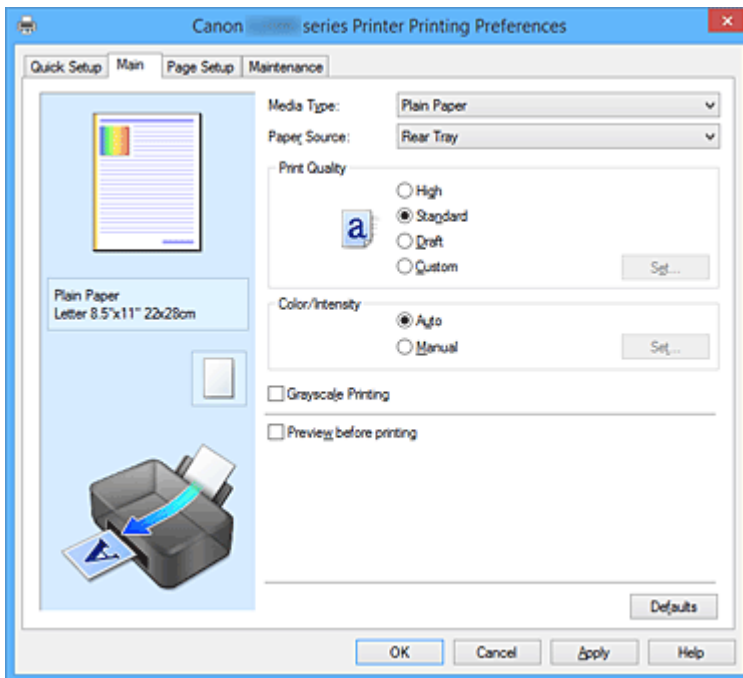 Canon series Printer Printing Preferences
Quick Setup Main Page Setup Maintenance
Media Type: Plain Paper
Paper Source: Rear Tray
Print Quality
High
a Standard
Draft
Custom Set...
Plain Paper
Letter 8.5"x11" 22x28cm
Color/Intensity
Auto
Manual Set...
Grayscale Printing
Preview before printing
A
Defaults
OK Cancel Apply Help